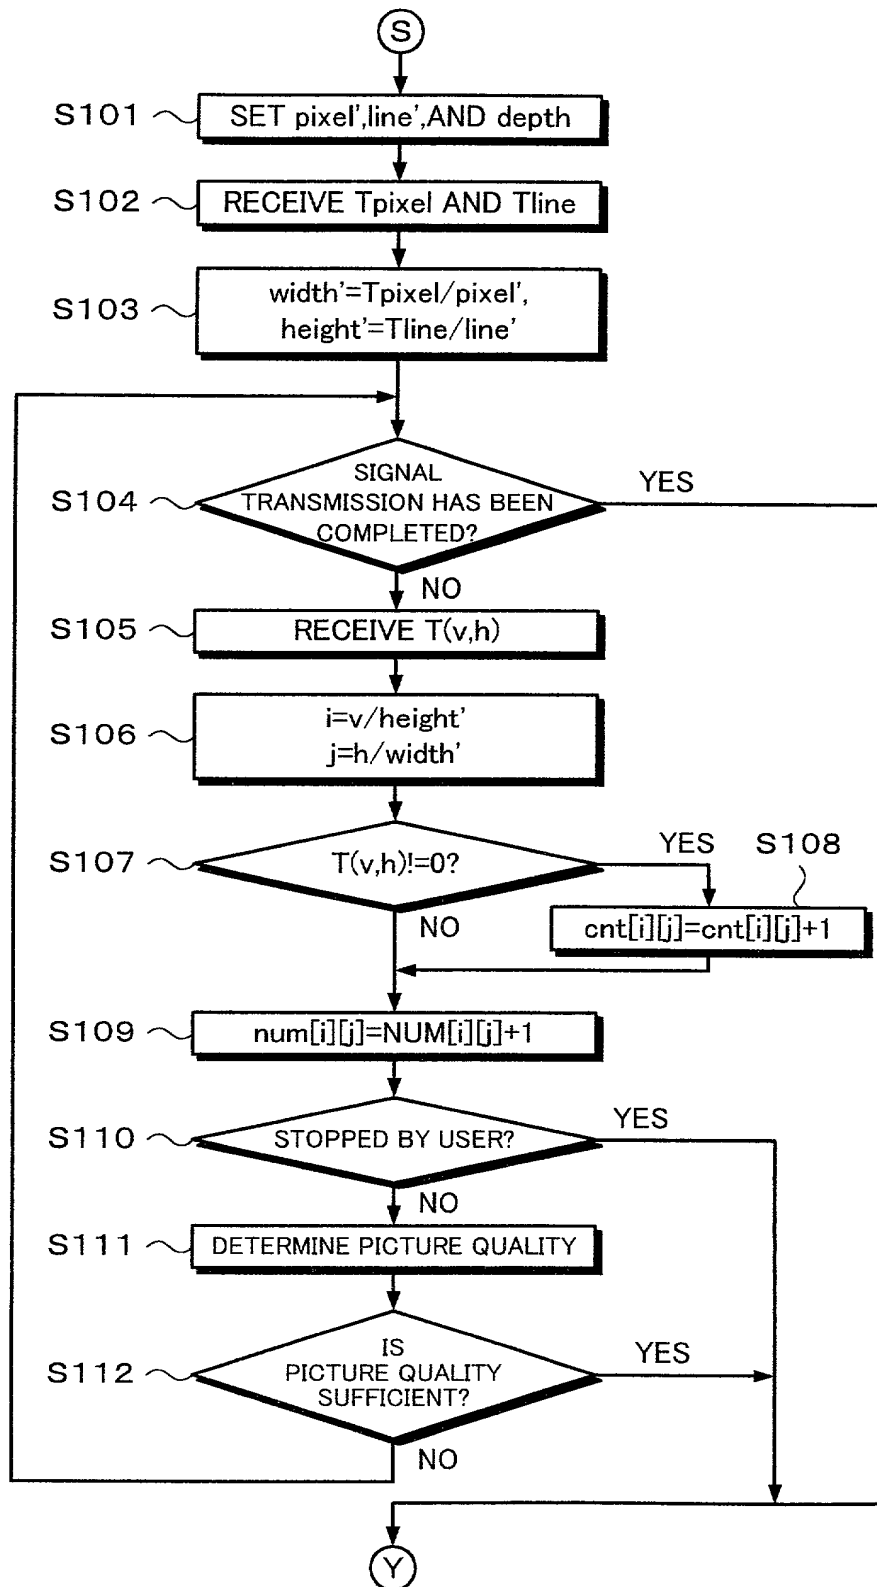 S
S101
SET pixel',line',AND depth
S102
RECEIVE Tpixel AND Tline
S103
width'=Tpixel/pixel',
height'=Tline/line'
S104
SIGNAL
TRANSMISSION HAS BEEN
COMPLETED?
YES
NO
S105
RECEIVE T(v,h)
S106
i=v/height'
j=h/width'
S107
T(v,h)!=0?
YES
S108
cnt[i][j]=cnt[i][j]+1
NO
S109
num[i][j]=NUM[i][j]+1
S110
STOPPED BY USER?
YES
NO
S111
DETERMINE PICTURE QUALITY
S112
IS
PICTURE QUALITY
SUFFICIENT?
YES
NO
Y